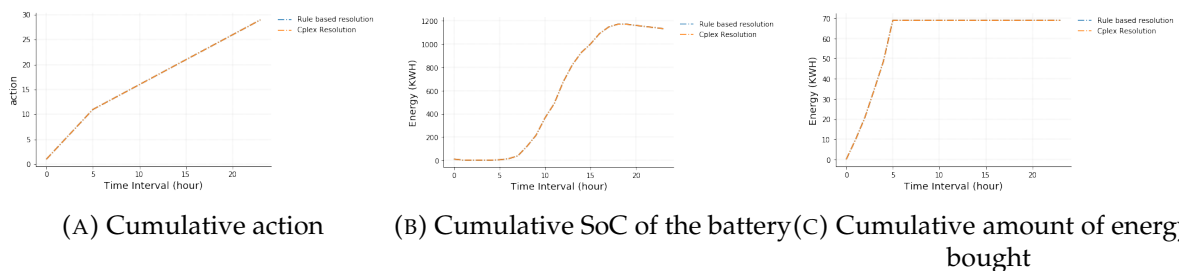 30
25
20
15
10
5
0
action
0
5
10
15
20
Time Interval (hour)
Rule based resolution
Cplex Resolution
(A) Cumulative action
1200
1000
800
600
400
200
0
Energy (KWH)
0
5
10
15
20
Time Interval (hour)
Rule based resolution
Cplex Resolution
(B) Cumulative SoC of the battery
70
60
50
40
30
20
10
0
Energy (KWH)
0
5
10
15
20
Time Interval (hour)
Rule based resolution
Cplex Resolution
(C) Cumulative amount of energy
bought